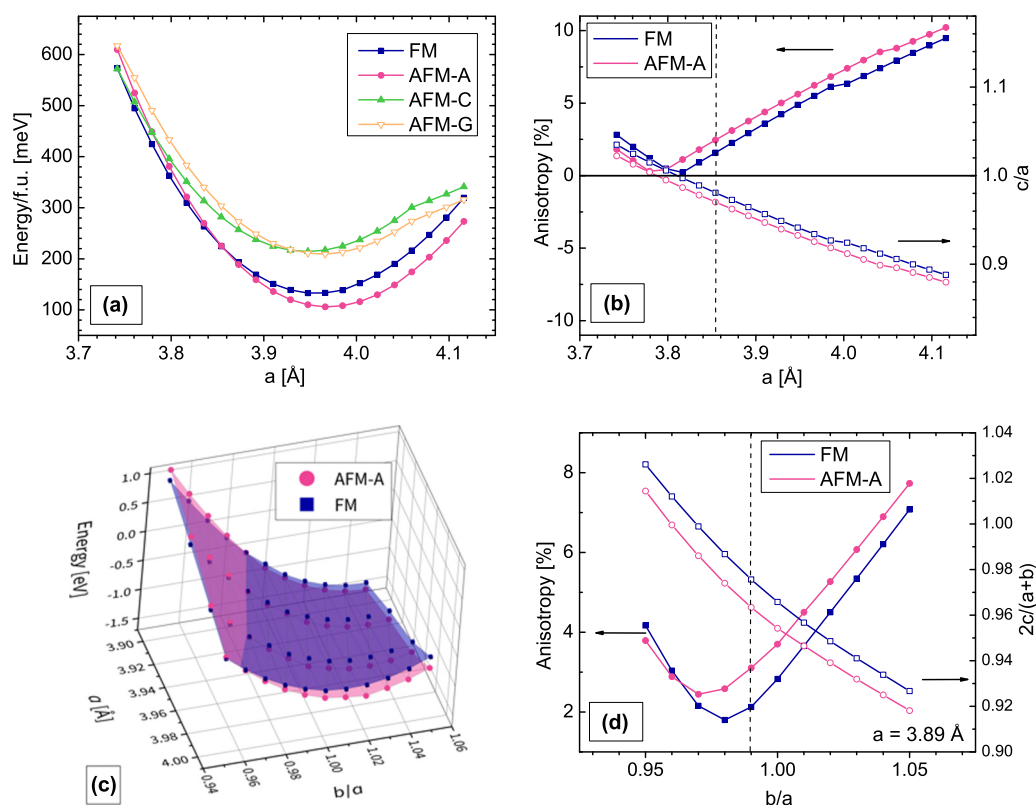 600
500
400
300
200
100
Energy/f.u. [meV]
FM
AFM-A
AFM-C
AFM-G
(a)
3.7
3.8
3.9
4.0
4.1
a [Å]
10
5
0
-5
-10
Anisotropy [%]
FM
AFM-A
1.1
1.0
0.9
c/a
(b)
3.7
3.8
3.9
4.0
4.1
a [Å]
1.0
0.5
0.0
-0.5
-1.0
-1.5
Energy [eV]
AFM-A
FM
3.90
3.92
3.94
3.96
3.98
4.00
a [Å]
0.94
0.96
0.98
1.00
1.02
1.04
1.06
b/a
(c)
8
6
4
2
Anisotropy [%]
FM
AFM-A
1.04
1.02
1.00
0.98
0.96
0.94
0.92
0.90
2c/(a+b)
(d)
a = 3.89 Å
0.95
1.00
1.05
b/a